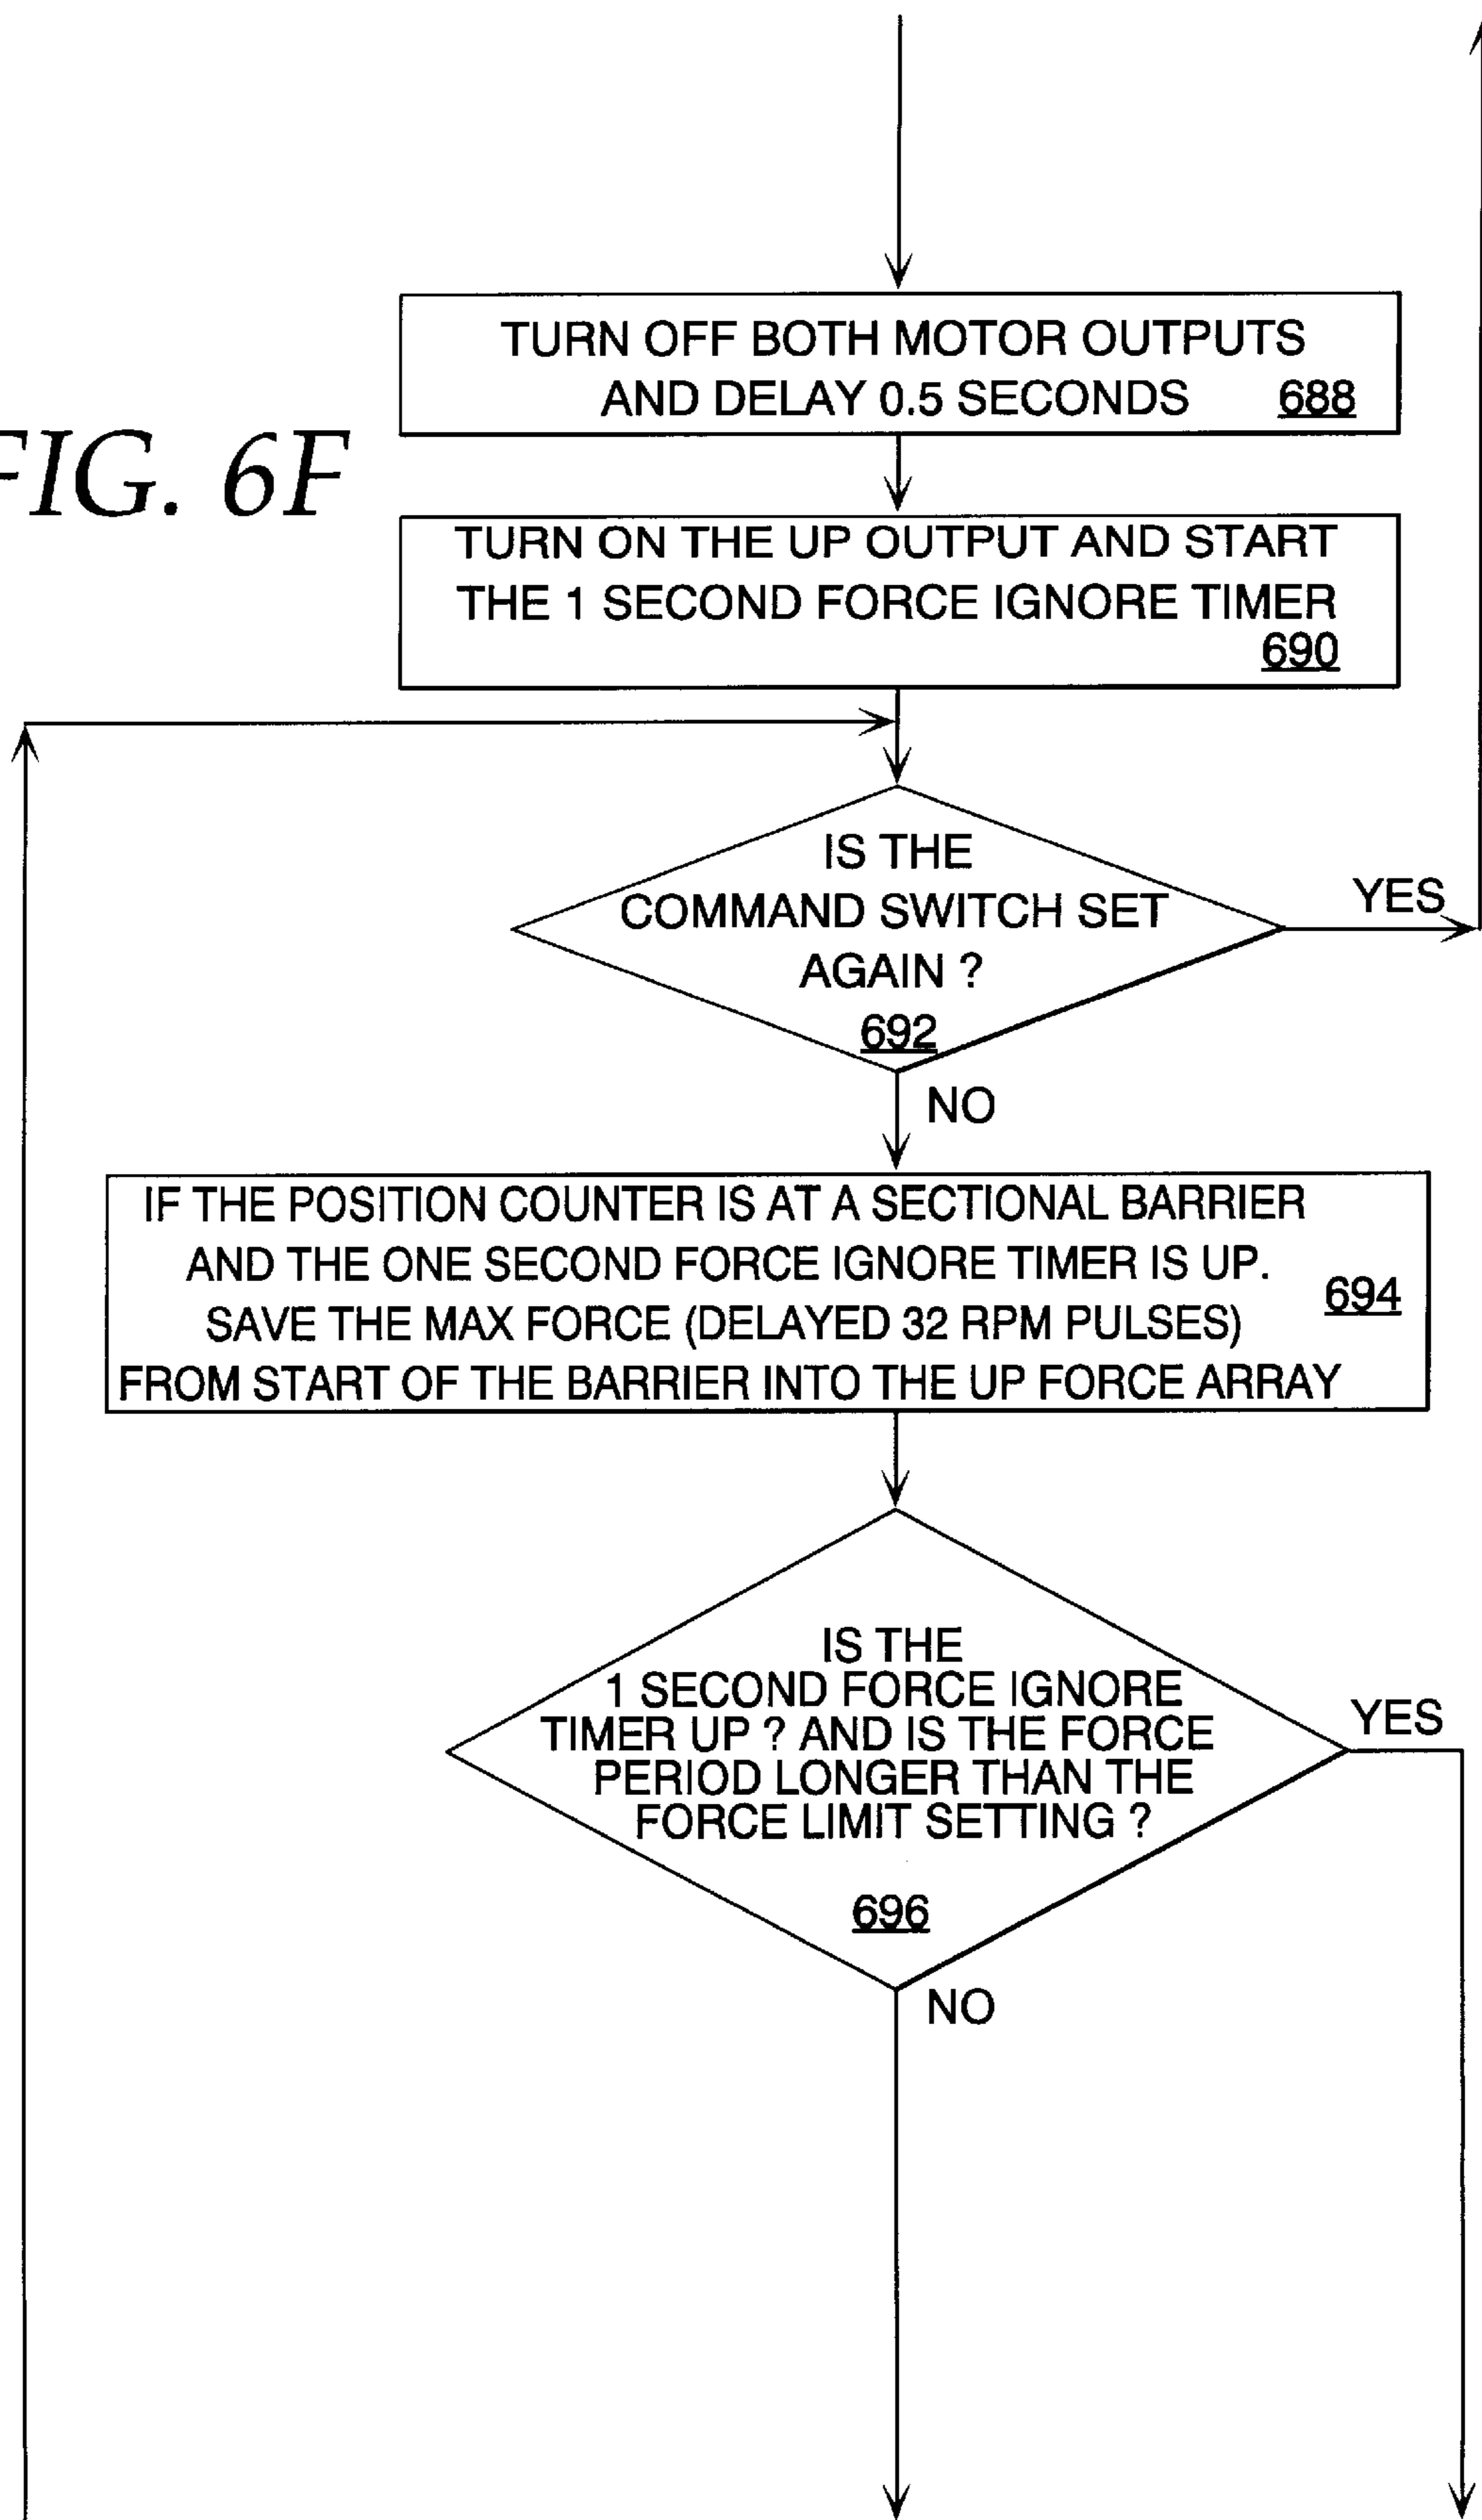 TURN OFF BOTH MOTOR OUTPUTS
AND DELAY 0.5 SECONDS 688
FIG. 6F
TURN ON THE UP OUTPUT AND START
THE 1 SECOND FORCE IGNORE TIMER
690
IS THE
COMMAND SWITCH SET
AGAIN ?
692
YES
NO
IF THE POSITION COUNTER IS AT A SECTIONAL BARRIER
AND THE ONE SECOND FORCE IGNORE TIMER IS UP.
SAVE THE MAX FORCE (DELAYED 32 RPM PULSES)
FROM START OF THE BARRIER INTO THE UP FORCE ARRAY
694
IS THE
1 SECOND FORCE IGNORE
TIMER UP ? AND IS THE FORCE
PERIOD LONGER THAN THE
FORCE LIMIT SETTING ?
696
YES
NO